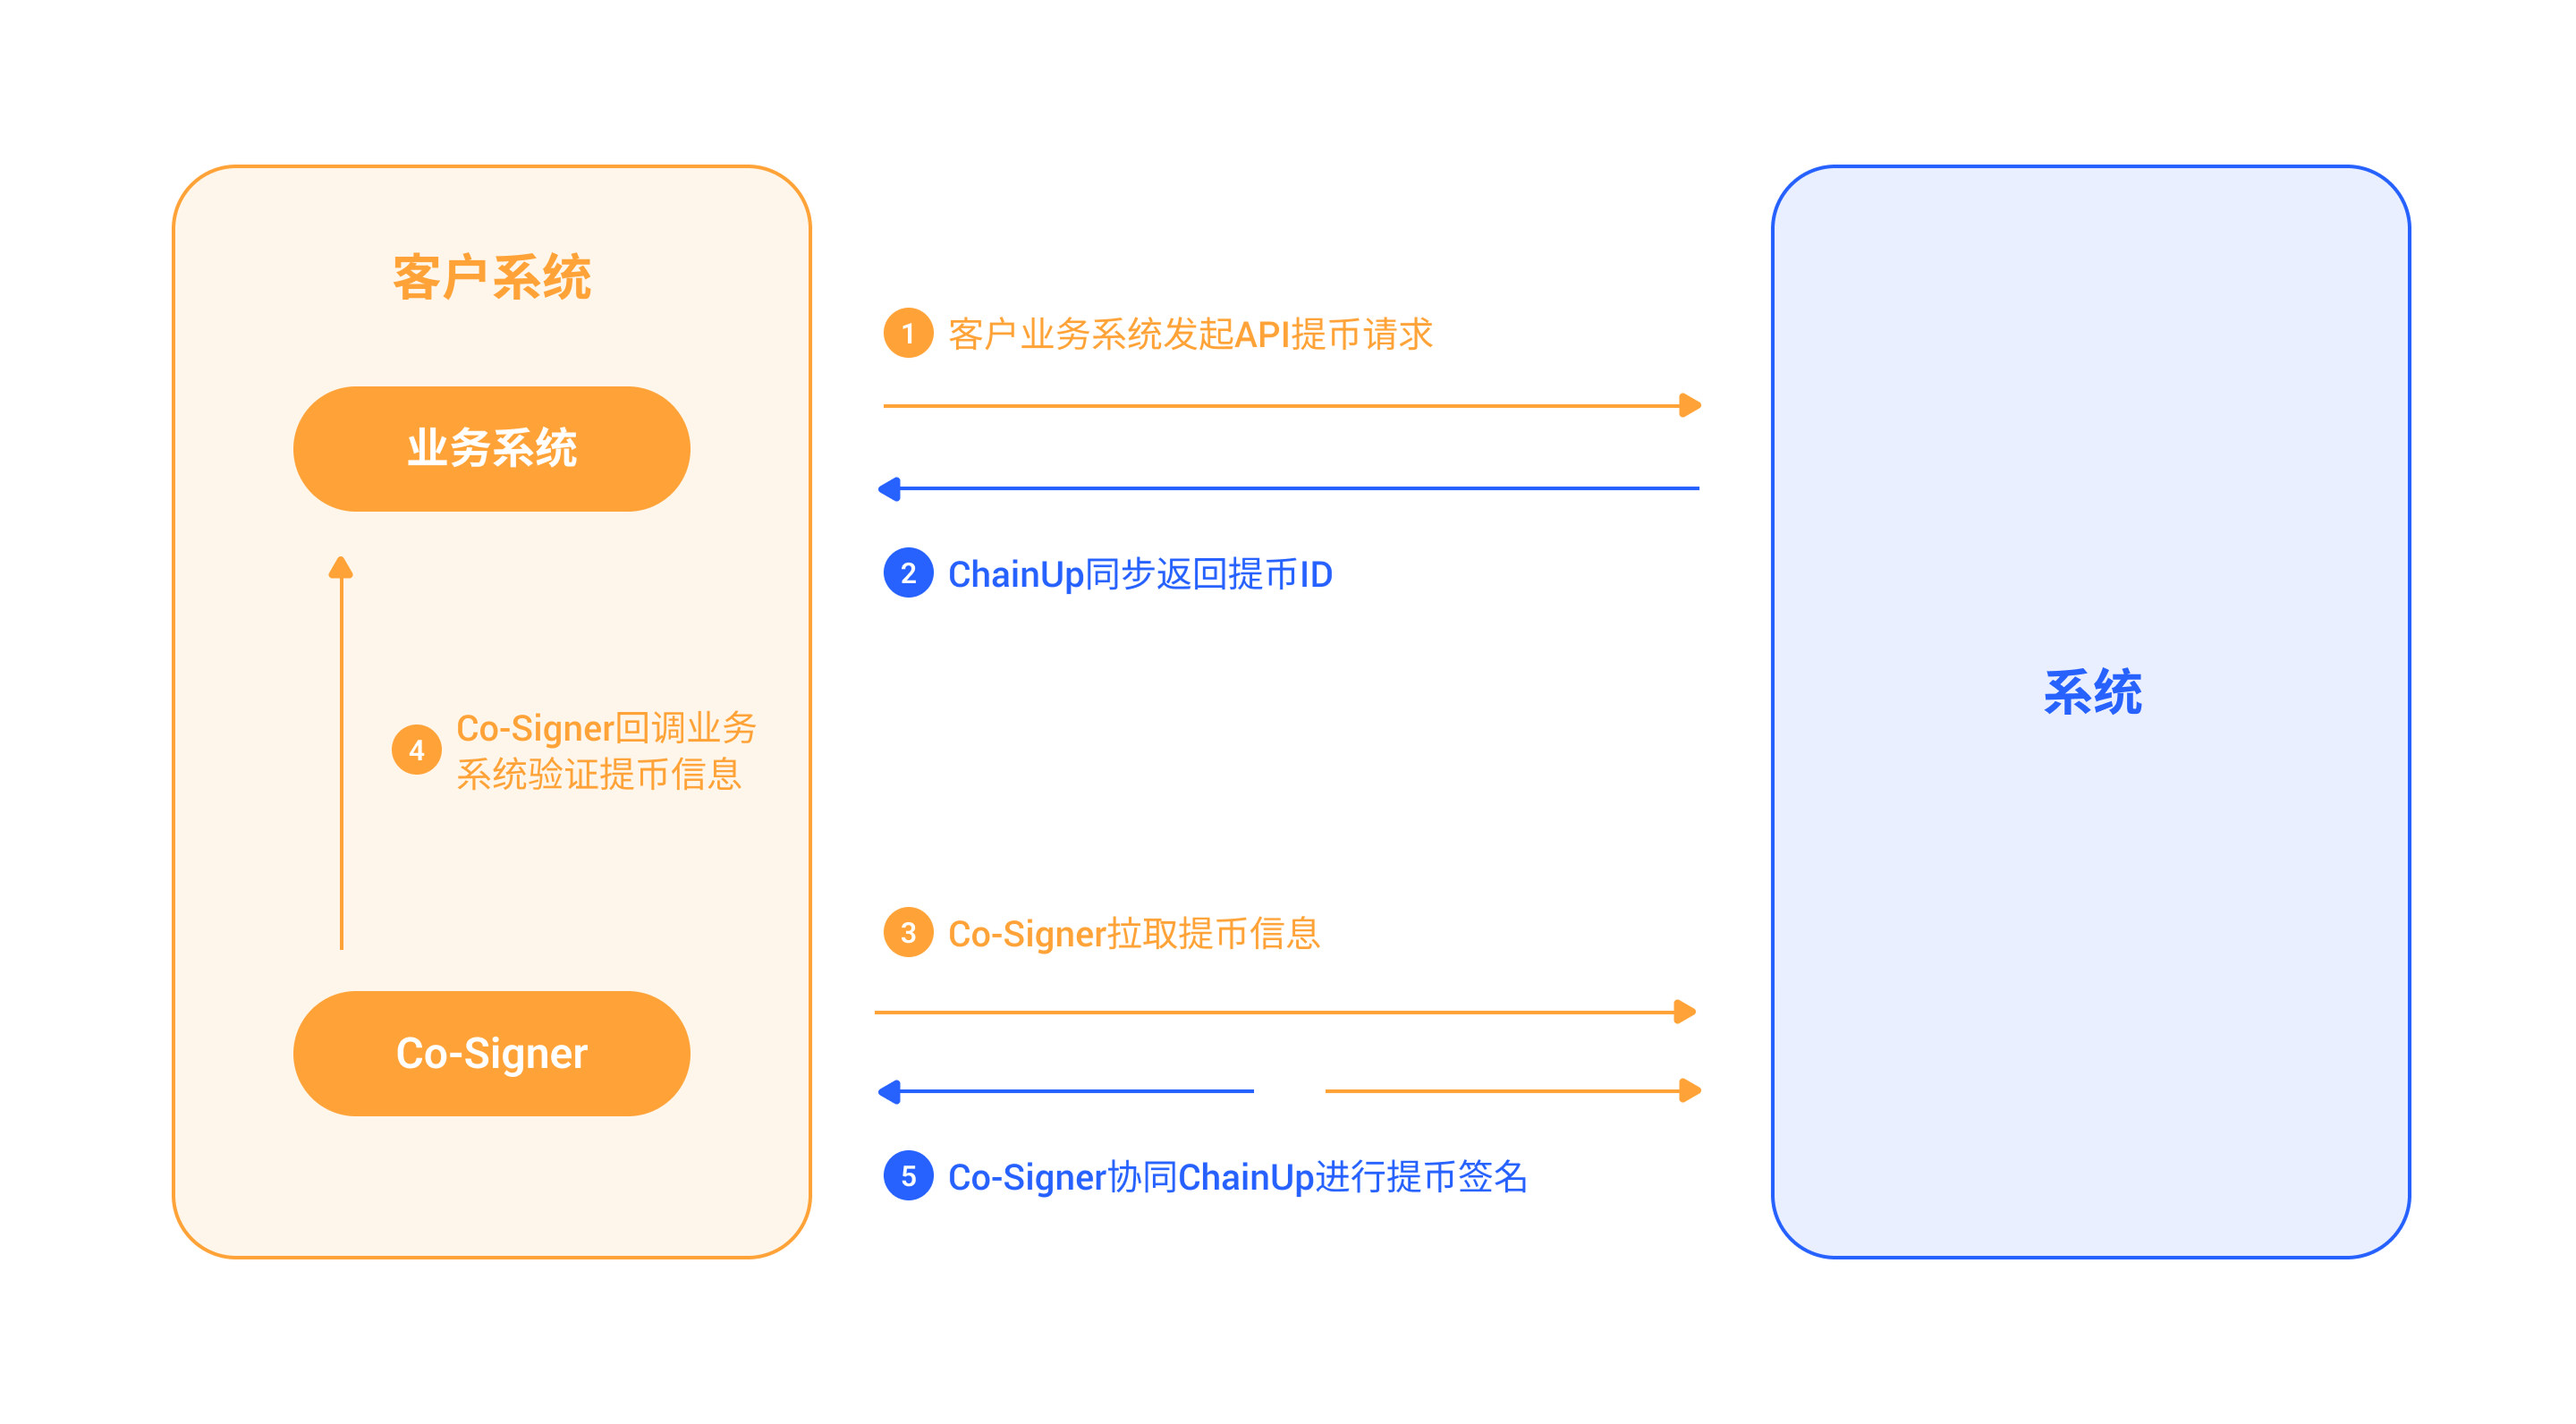 客户系统
业务系统
4
Co-Signer回调业务
系统验证提币信息
Co-Signer
1 客户业务系统发起API提币请求
2 ChainUp同步返回提币ID
3 Co-Signer拉取提币信息
5 Co-Signer协同ChainUp进行提币签名
系统